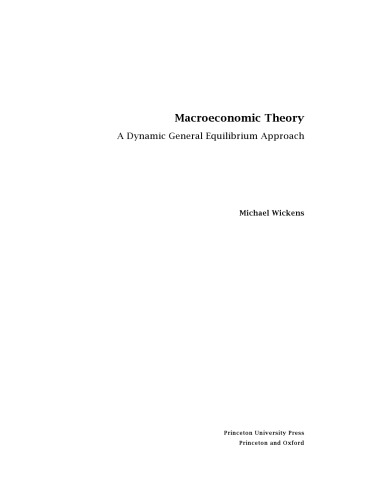 Macroeconomic Theory
A Dynamic General Equilibrium Approach
Michael Wickens
Princeton University Press
Princeton and Oxford